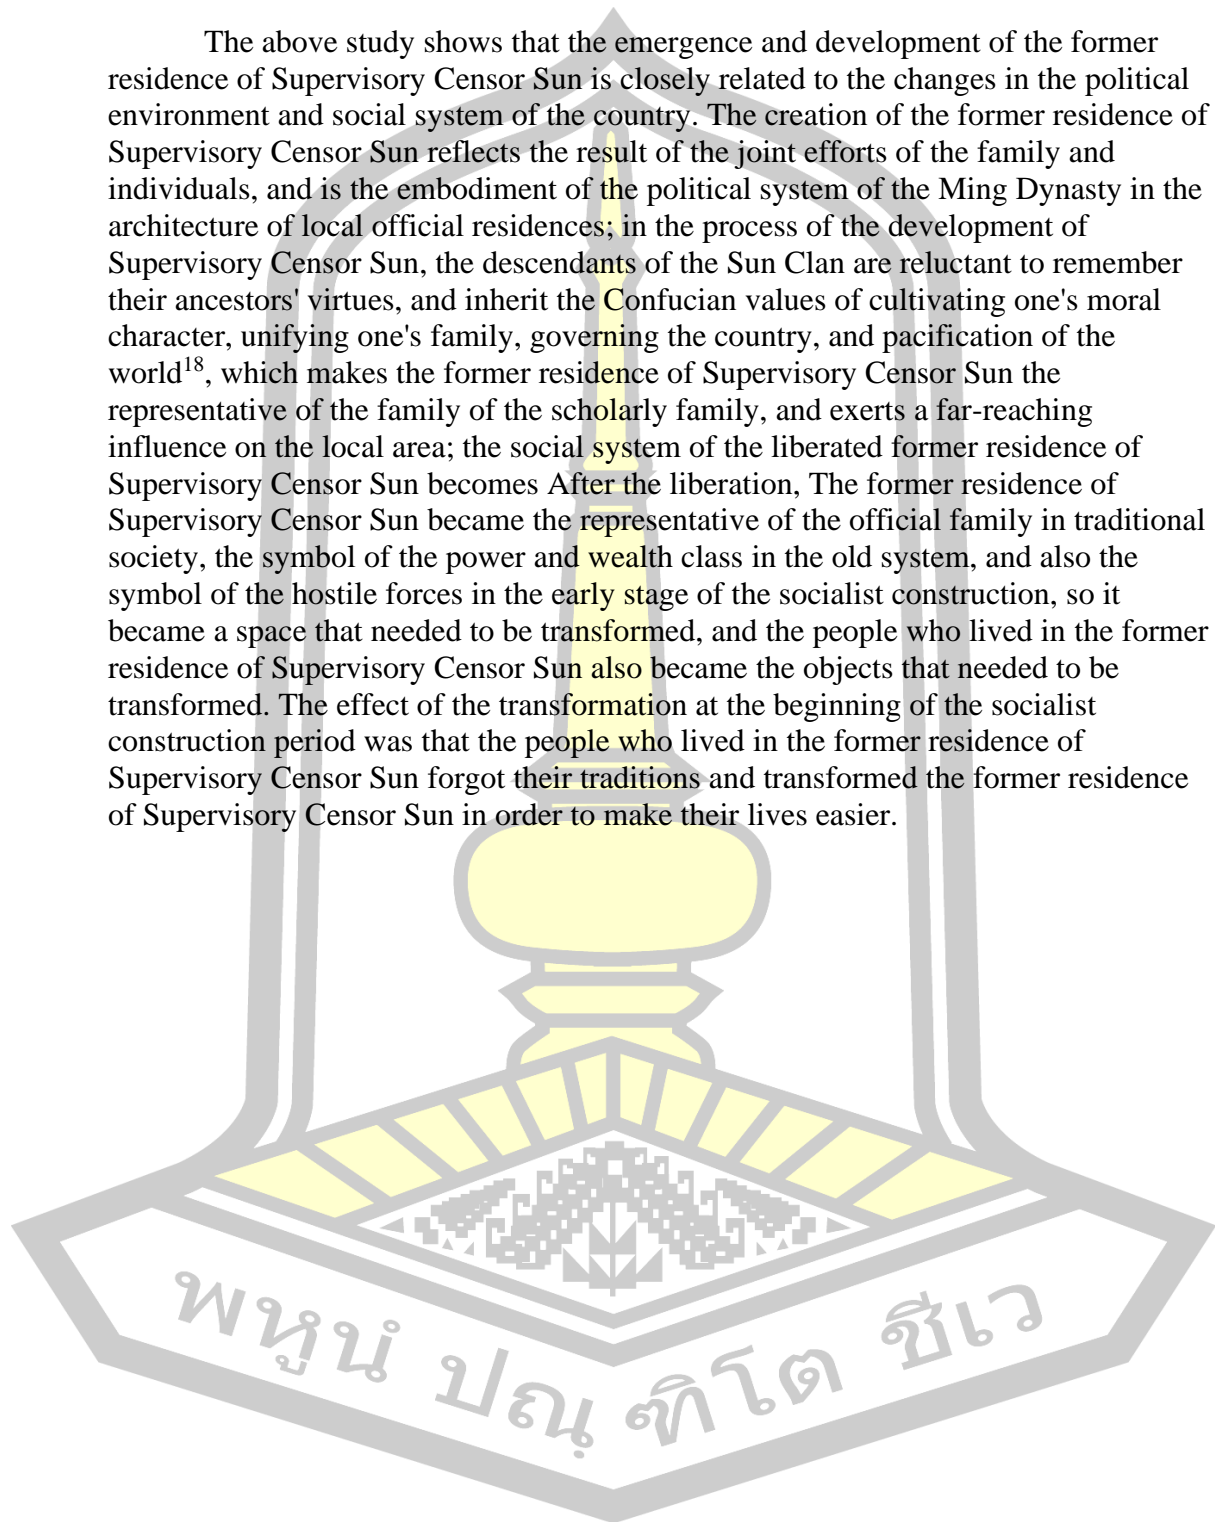 The above study shows that the emergence and development of the former
residence of Supervisory Censor Sun is closely related to the changes in the political
environment and social system of the country. The creation of the former residence of
Supervisory Censor Sun reflects the result of the joint efforts of the family and
individuals, and is the embodiment of the political system of the Ming Dynasty in the
architecture of local official residences; in the process of the development of
Supervisory Censor Sun, the descendants of the Sun Clan are reluctant to remember
their ancestors' virtues, and inherit the Confucian values of cultivating one's moral
character, unifying one's family, governing the country, and pacification of the
world18, which makes the former residence of Supervisory Censor Sun the
representative of the family of the scholarly family, and exerts a far-reaching
influence on the local area; the social system of the liberated former residence of
Supervisory Censor Sun becomes After the liberation, The former residence of
Supervisory Censor Sun became the representative of the official family in traditional
society, the symbol of the power and wealth class in the old system, and also the
symbol of the hostile forces in the early stage of the socialist construction, so it
became a space that needed to be transformed, and the people who lived in the former
residence of Supervisory Censor Sun also became the objects that needed to be
transformed. The effect of the transformation at the beginning of the socialist
construction period was that the people who lived in the former residence of
Supervisory Censor Sun forgot their traditions and transformed the former residence
of Supervisory Censor Sun in order to make their lives easier.
พหูนํ ปณฺ ฑิโต ชีเว